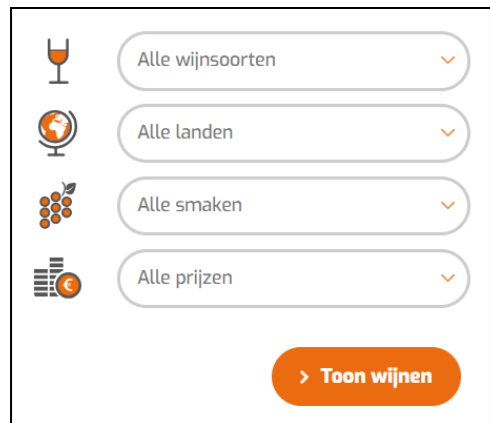 Alle wijnsoorten
Alle landen
Alle smaken
€
Alle prijzen
Toon wijnen